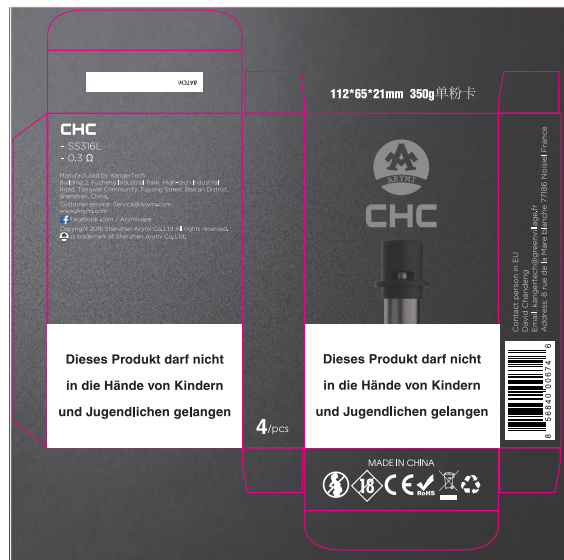 BATCH:
CHC
- SS316L
- 0.3 Ω
Manufactured by KangerTech
Building 2, Fucheng Industrial Park, High-tech Industrial
Road, Tangwei Community, Fuyong Street, Bao'an District,
Shenzhen, China.
Customer service: Service@Arymi.com
www.Arymi.com
Facebook.com / Arymivape
Copyright 2016 Shenzhen Arymi Co.,Ltd. All rights reserved.
is trademark of Shenzhen Arymi Co.,Ltd.
Dieses Produkt darf nicht
in die Hände von Kindern
und Jugendlichen gelangen
4/pcs
112*65*21mm 350g单粉卡
ARYMI
CHC
Dieses Produkt darf nicht
in die Hände von Kindern
und Jugendlichen gelangen
MADE IN CHINA
18
CE
RoHS
Contact person in EU
David Chandeng
Email: kangertech@greenvillage.fr
Address: 8 rue de la Mare blanche 77186 Noisiel France
8 56840 00674 6